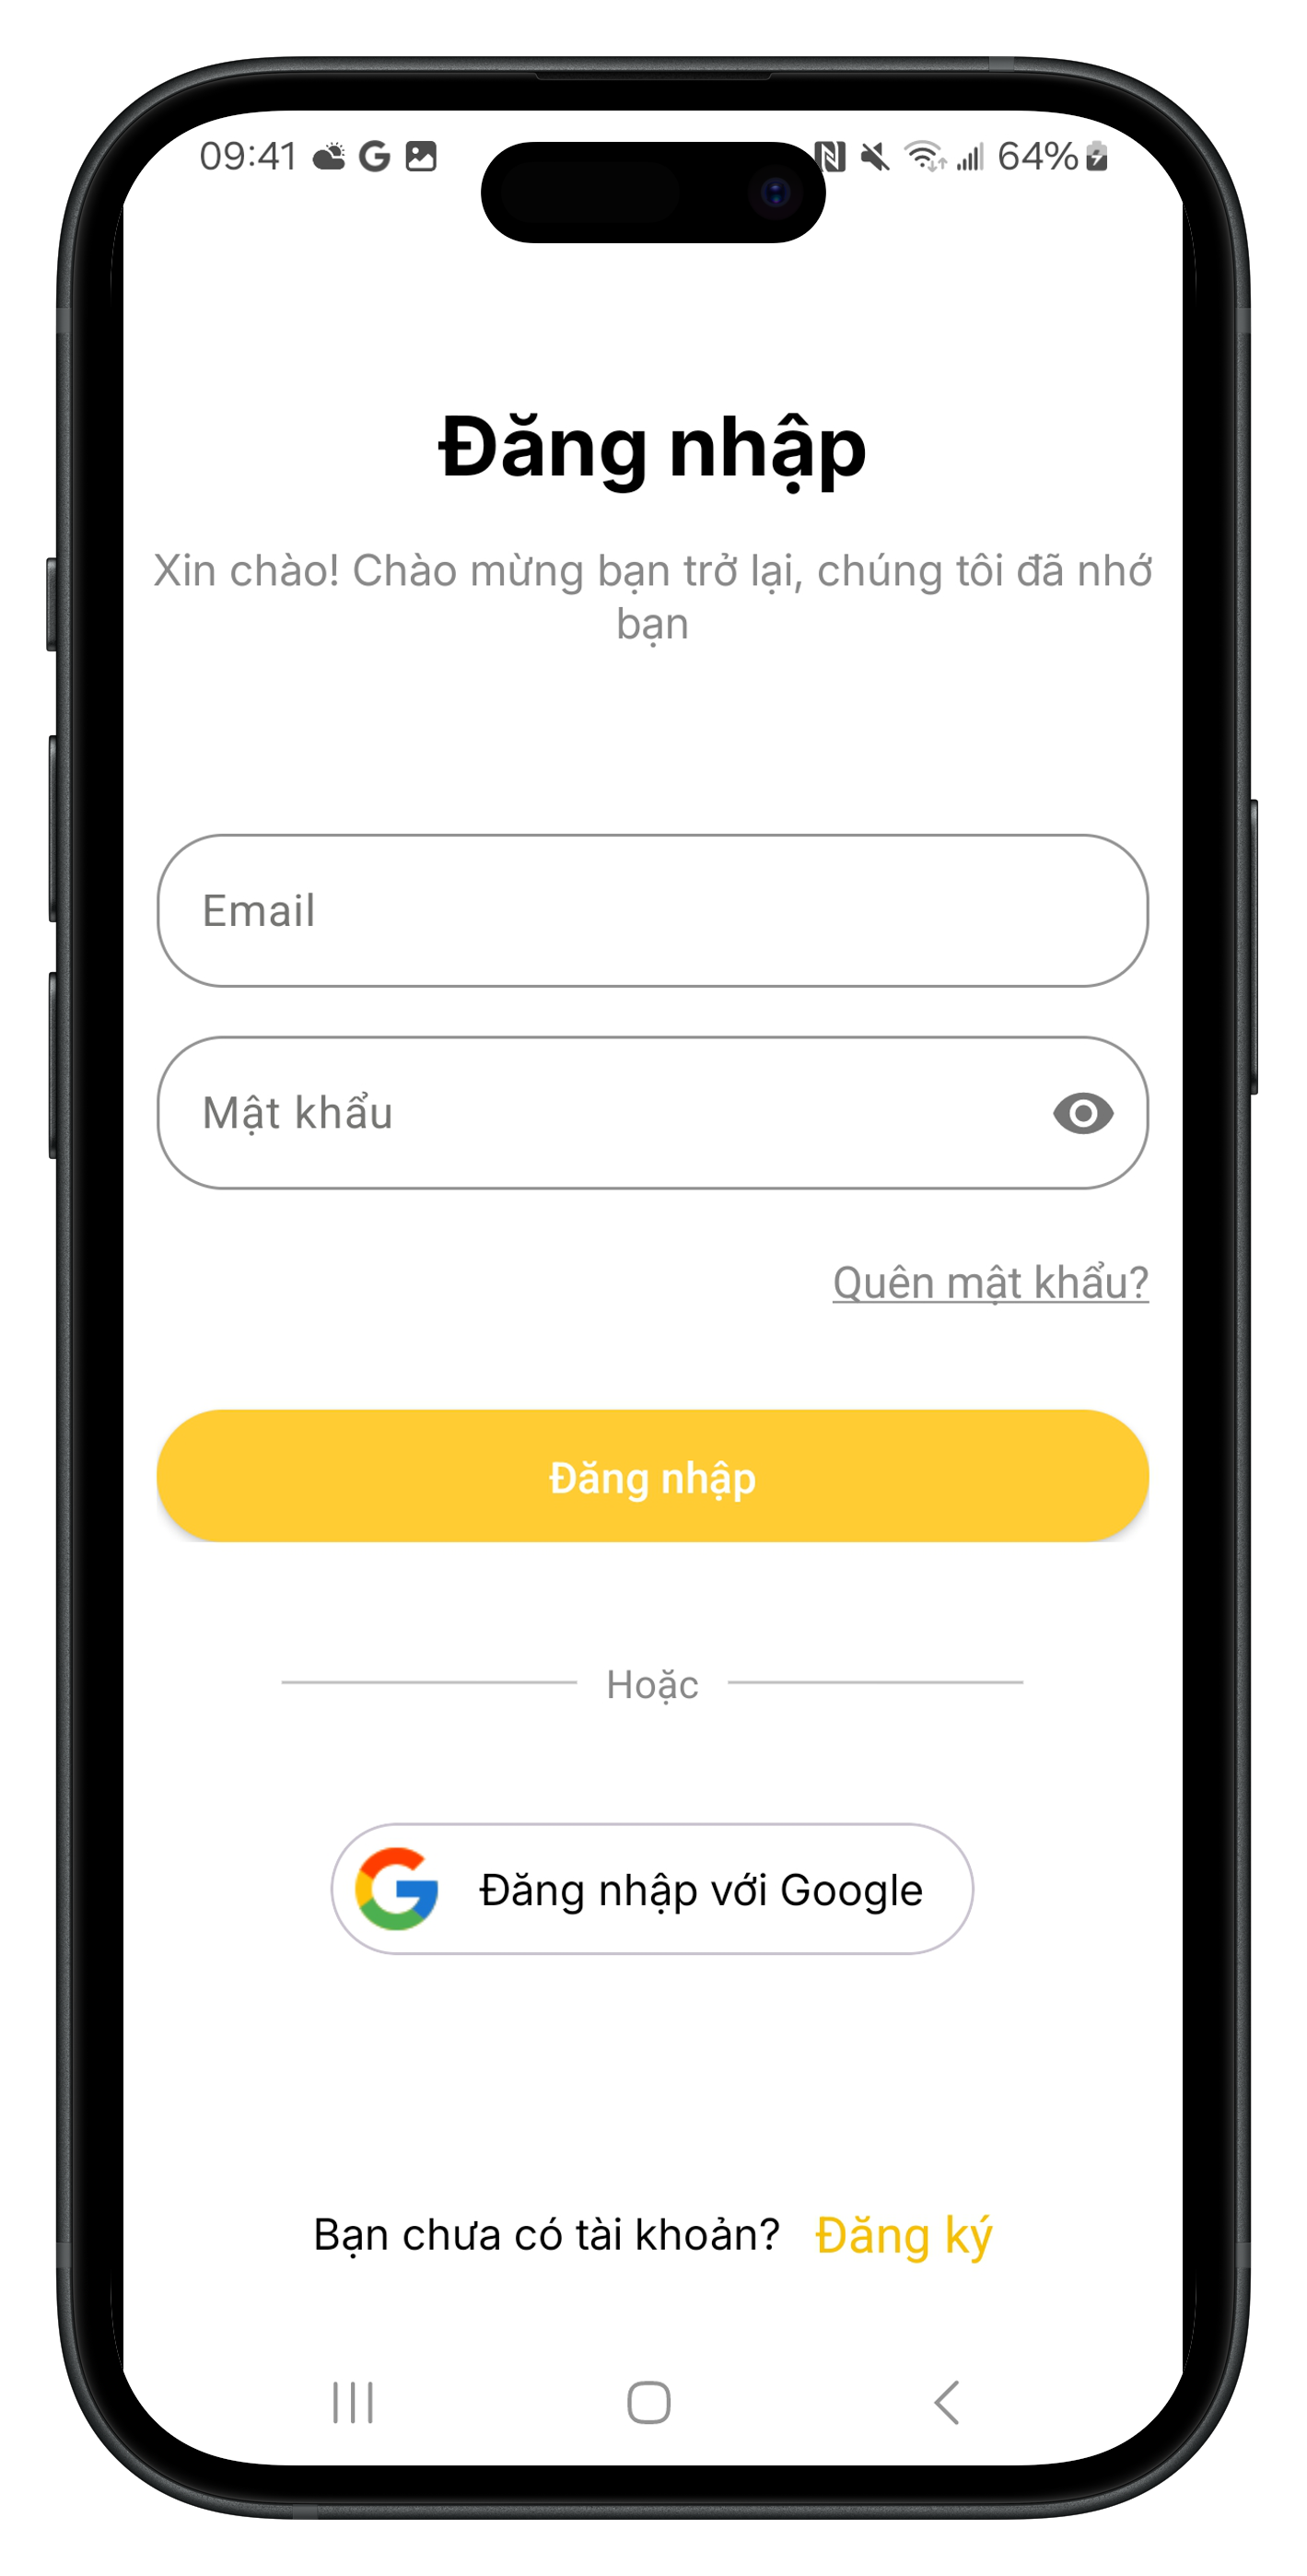 09:41 64%
Đăng nhập
Xin chào! Chào mừng bạn trở lại, chúng tôi đã nhớ
bạn
Email
Mật khẩu
Quên mật khẩu?
Đăng nhập
Hoặc
Đăng nhập với Google
Bạn chưa có tài khoản? Đăng ký